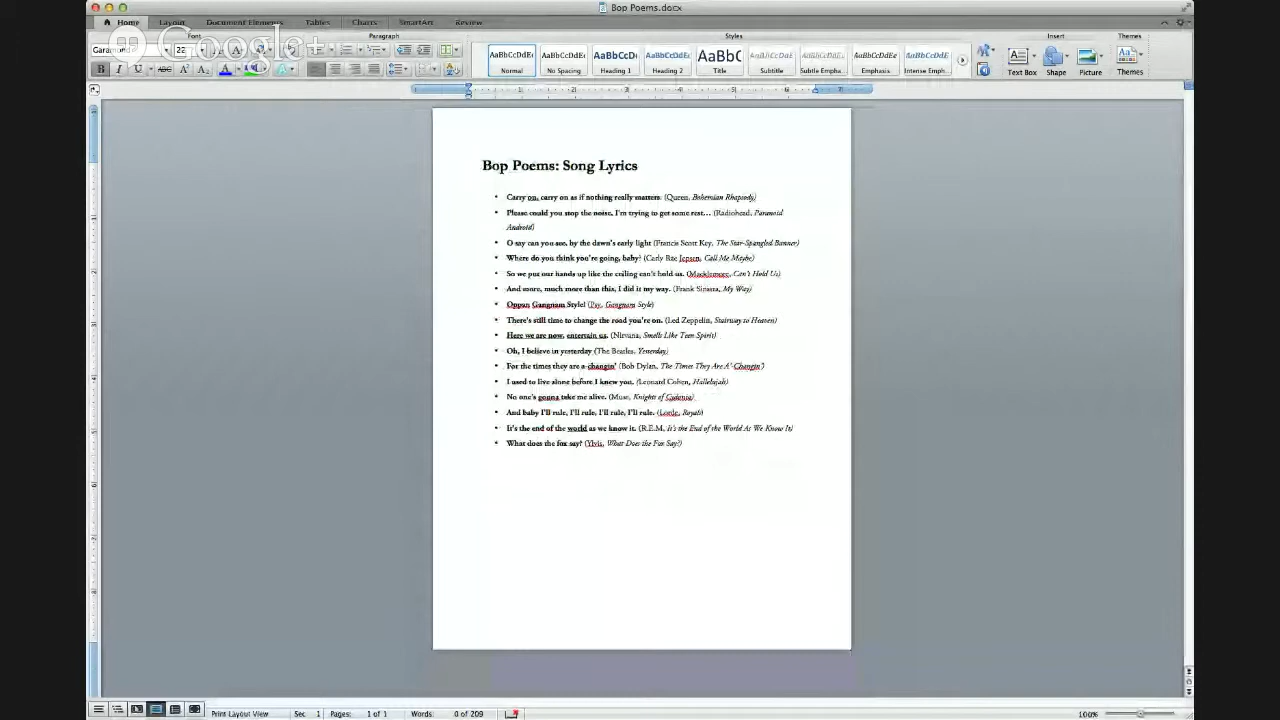 Bop Poems.docx
Home Layout Document Elements Tables Charts SmartArt Review
Google+
Font Paragraph Styles Insert Themes
22
AaBbCcDdEe AaBbCcDdEe AaBbCcDc AaBbCcDdEe AaBbC AaBbCcDdEe AaBbCcDdEe AaBbCcDdEe AaBbCcDdEe
Normal No Spacing Heading 1 Heading 2 Title Subtitle Subtle Empha... Emphasis Intense Emph... Text Box Shape Picture Themes
Bop Poems: Song Lyrics
• Carry on, carry on as if nothing really matters. (Queen, Bohemian Rhapsody)
• Please could you stop the noise, I'm trying to get some rest... (Radiohead, Paranoid
Android)
• O say can you see, by the dawn's early light (Francis Scott Key, The Star-Spangled Banner)
• Where do you think you're going, baby? (Carly Rae Jepsen, Call Me Maybe)
• So we put our hands up like the ceiling can't hold us. (Macklemore, Can't Hold Us)
• And more, much more than this, I did it my way. (Frank Sinatra, My Way)
• Oppan Gangnam Style! (Psy, Gangnam Style)
• There's still time to change the road you're on. (Led Zeppelin, Stairway to Heaven)
• Here we are now, entertain us. (Nirvana, Smells Like Teen Spirit)
• Oh, I believe in yesterday (The Beatles, Yesterday)
• For the times they are a-changin' (Bob Dylan, The Times They Are A'-Changin')
• I used to live alone before I knew you. (Leonard Cohen, Hallelujah)
• No one's gonna take me alive. (Muse, Knights of Cydonia)
• And baby I'll rule, I'll rule, I'll rule, I'll rule. (Lorde, Royals)
• It's the end of the world as we know it. (R.E.M, It's the End of the World As We Know It)
• What does the fox say? (Ylvis, What Does the Fox Say?)
Print Layout View Sec 1 Pages: 1 of 1 Words: 0 of 209 100%